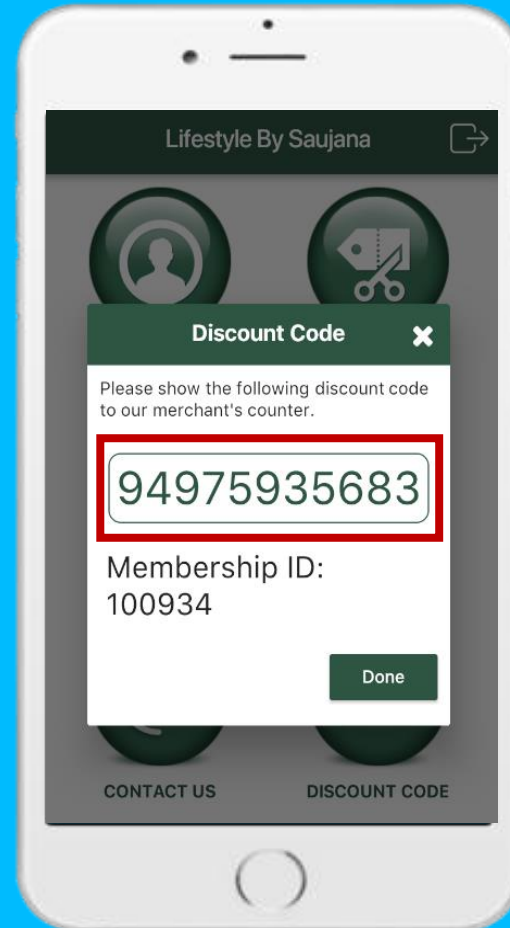 Lifestyle By Saujana
Discount Code
Please show the following discount code
to our merchant's counter.
94975935683
Membership ID:
100934
Done
CONTACT US
DISCOUNT CODE